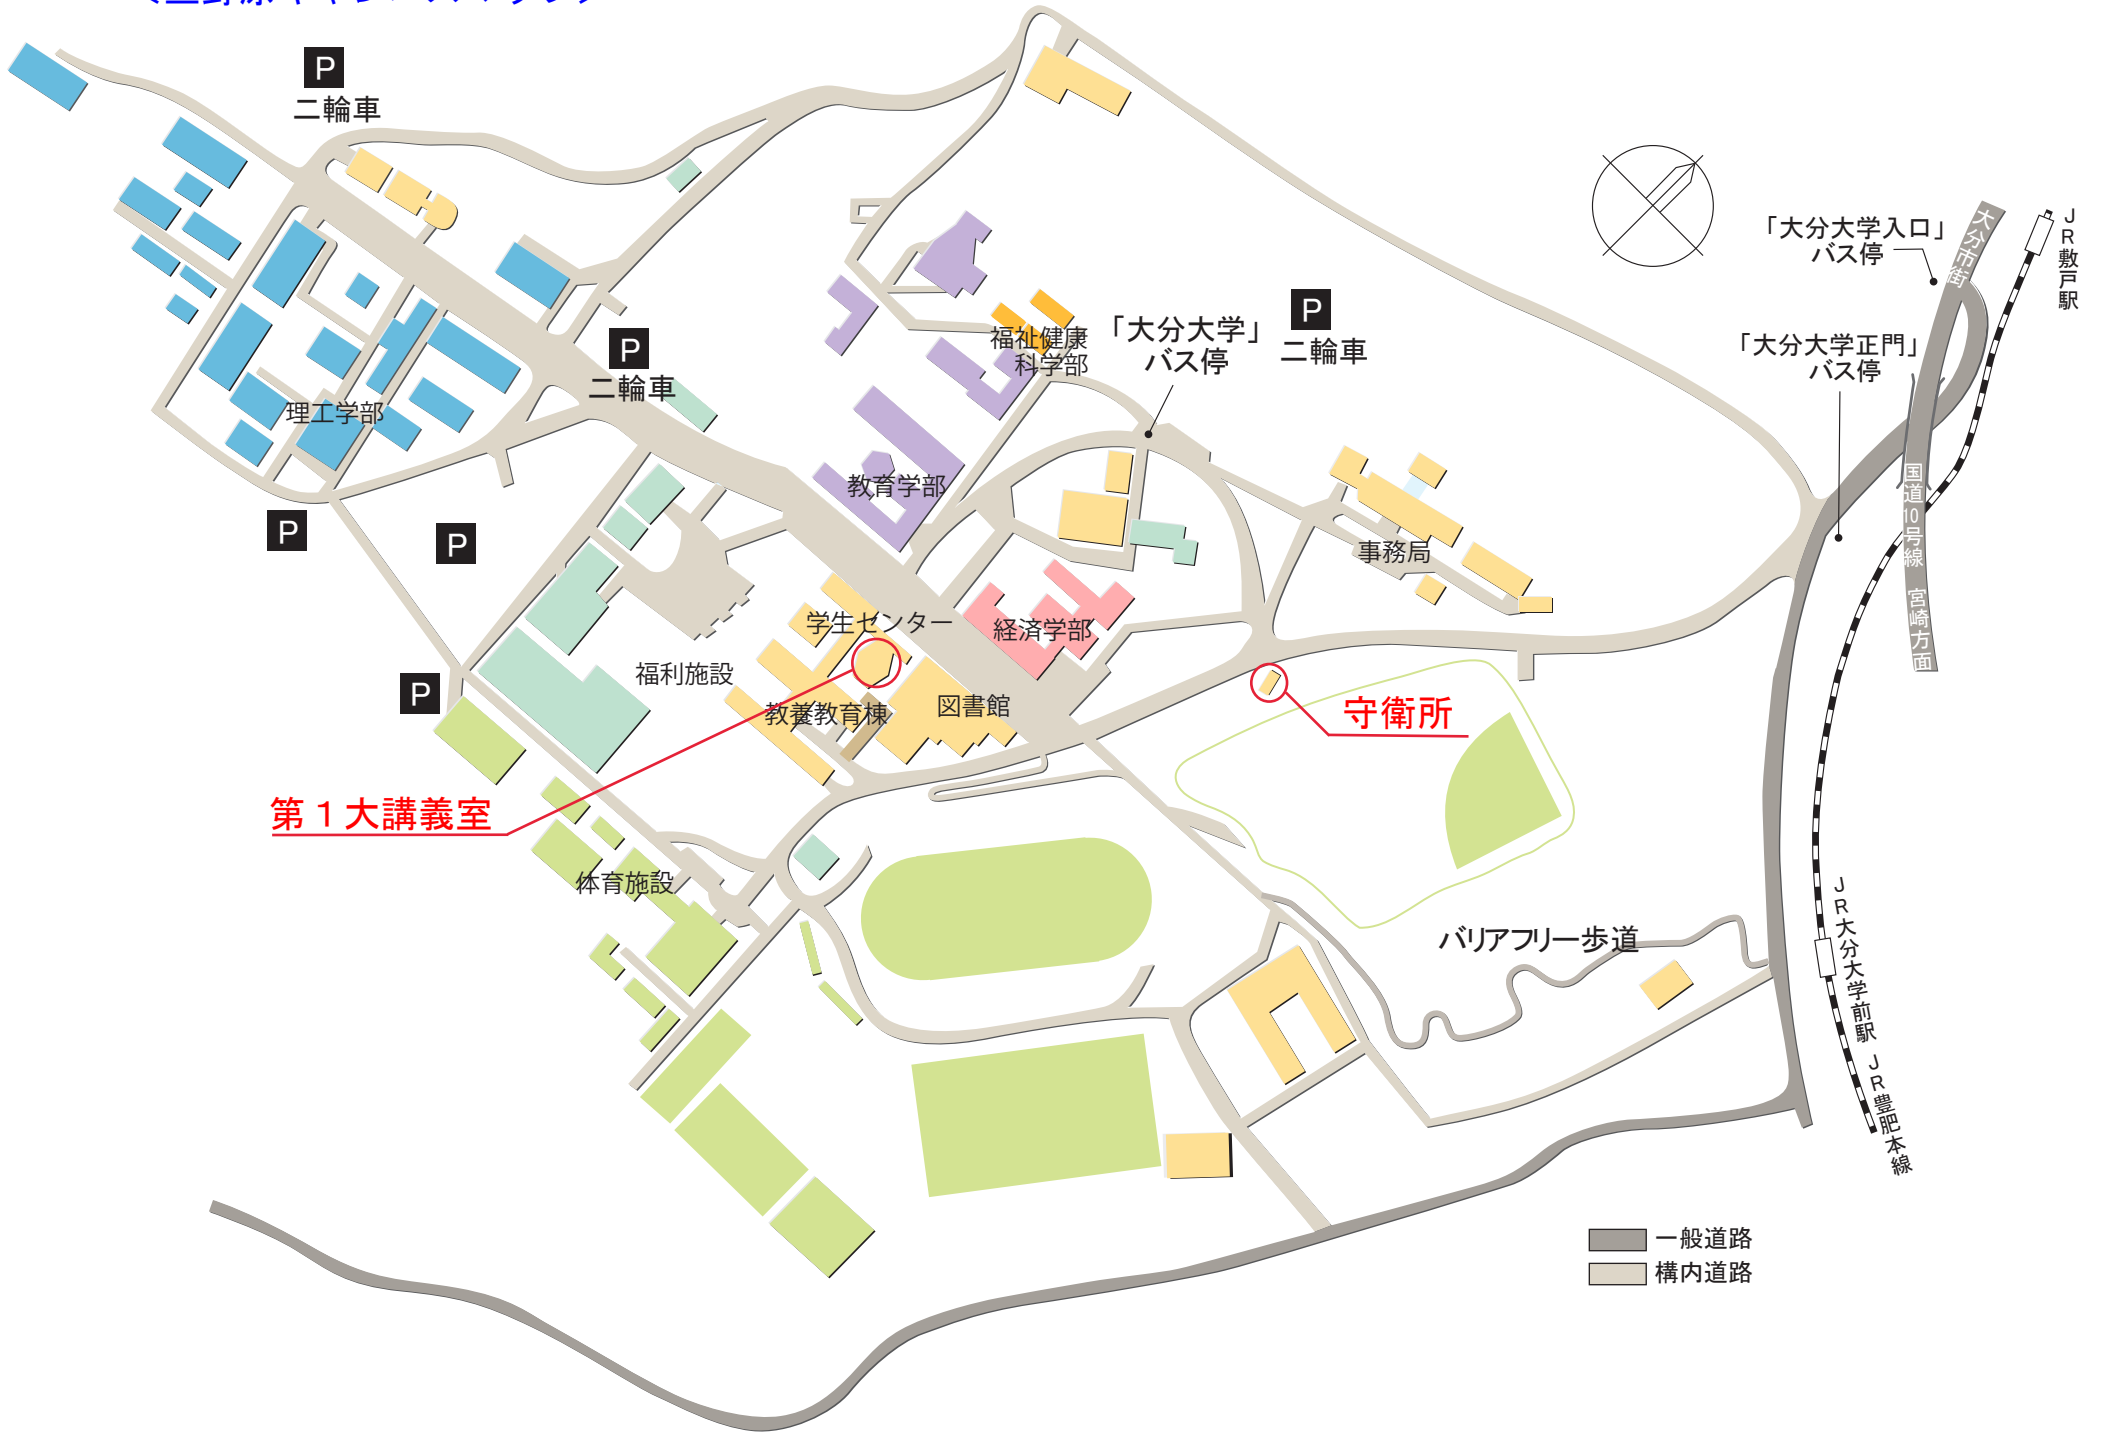 P
二輪車
「大分大学入口」
バス停
大分市街
JR敷戸駅
「大分大学」
バス停
P
二輪車
福祉健康
科学部
「大分大学正門」
バス停
P
二輪車
理工学部
教育学部
国道10号線 宮崎方面
P
P
事務局
学生センター
経済学部
福利施設
P
教養教育棟
図書館
守衛所
第1大講義室
体育施設
バリアフリー歩道
JR大分大学前駅
JR豊肥本線
一般道路
構内道路